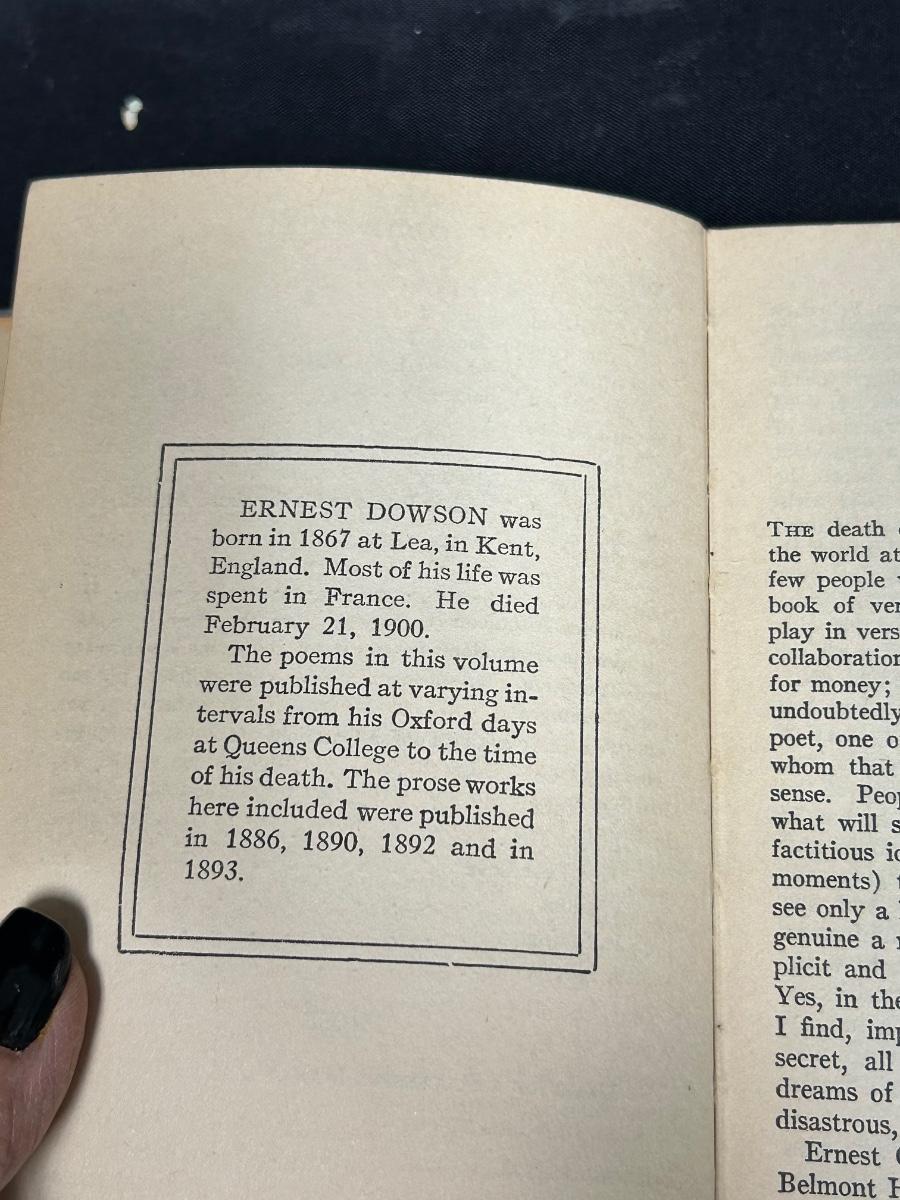 ERNEST DOWSON was
born in 1867 at Lea, in Kent,
England. Most of his life was
spent in France. He died
February 21, 1900.
The poems in this volume
were published at varying in-
tervals from his Oxford days
at Queens College to the time
of his death. The prose works
here included were published
in 1886, 1890, 1892 and in
1893.
THE death
the world at
few people
book of
play in
collaboration
for money;
undoubtedly
poet, one
whom that
sense.
what will
factitious
moments)
see only a
genuine a
plicit and
Yes, in
I find,
secret, all
dreams of
disastrous,
Ernest
Belmont